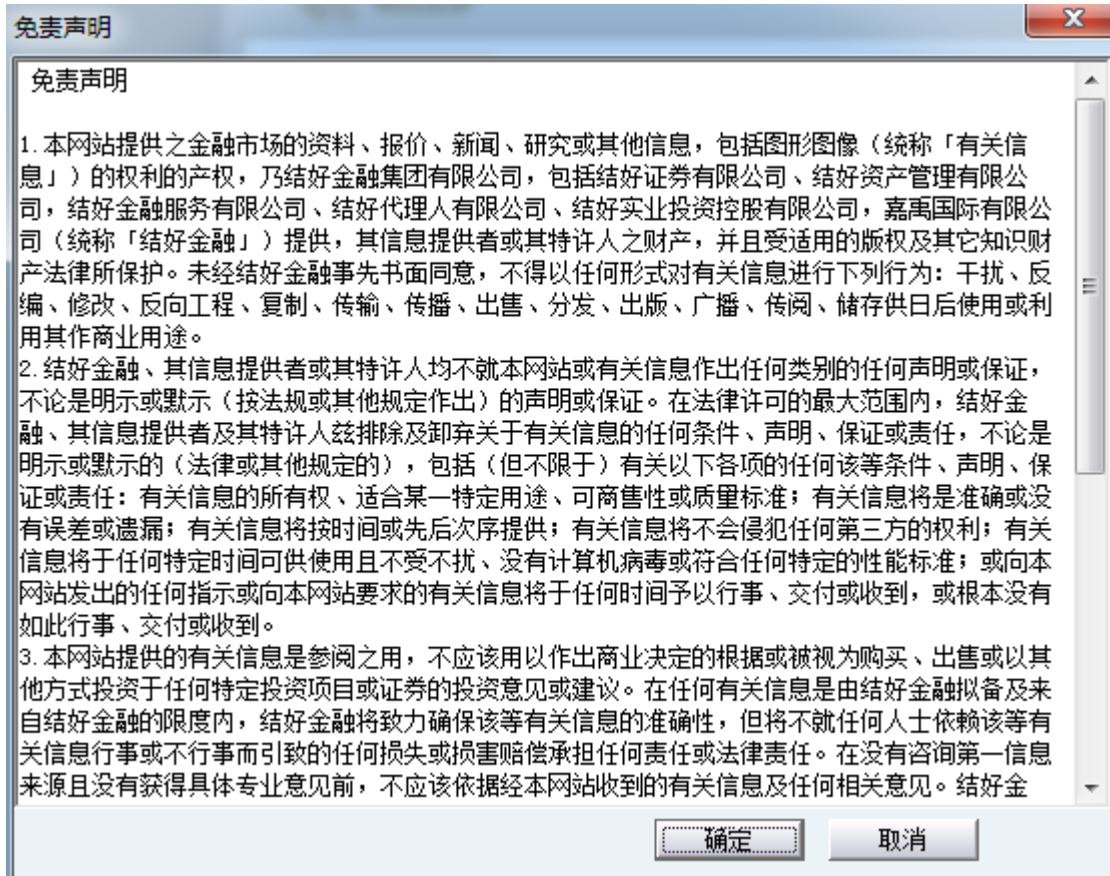 免责声明
免责声明
1.本网站提供之金融市场的资料、报价、新闻、研究或其他信息，包括图形图像（统称「有关信
息」）的权利的产权，乃结好金融集团有限公司，包括结好证券有限公司、结好资产管理有限公
司，结好金融服务有限公司、结好代理人有限公司、结好实业投资控股有限公司，嘉禹国际有限公
司（统称「结好金融」）提供，其信息提供者或其特许人之财产，并且受适用的版权及其它知识财
产法律所保护。未经结好金融事先书面同意，不得以任何形式对有关信息进行下列行为：干扰、反
编、修改、反向工程、复制、传输、传播、出售、分发、出版、广播、传阅、储存供日后使用或利
用其作商业用途。
2.结好金融、其信息提供者或其特许人均不就本网站或有关信息作出任何类别的任何声明或保证，
不论是明示或默示（按法规或其他规定作出）的声明或保证。在法律许可的最大范围内，结好金
融、其信息提供者及其特许人兹排除及卸弃关于有关信息的任何条件、声明、保证或责任，不论是
明示或默示的（法律或其他规定的），包括（但不限于）有关以下各项的任何该等条件、声明、保
证或责任：有关信息的所有权、适合某一特定用途、可商售性或质量标准；有关信息将是准确或没
有误差或遗漏；有关信息将按时间或先后次序提供；有关信息将不会侵犯任何第三方的权利；有关
信息将于任何特定时间可供使用且不受不扰、没有计算机病毒或符合任何特定的性能标准；或向本
网站发出的任何指示或向本网站要求的有关信息将于任何时间予以行事、交付或收到，或根本没有
如此行事、交付或收到。
3.本网站提供的有关信息是参阅之用，不应该用以作出商业决定的根据或被视为购买、出售或以其
他方式投资于任何特定投资项目或证券的投资意见或建议。在任何有关信息是由结好金融拟备及来
自结好金融的限度内，结好金融将致力确保该等有关信息的准确性，但将不就任何人士依赖该等有
关信息行事或不行事而引致的任何损失或损害赔偿承担任何责任或法律责任。在没有咨询第一信息
来源且没有获得具体专业意见前，不应该依据经本网站收到的有关信息及任何相关意见。结好金
确定
取消